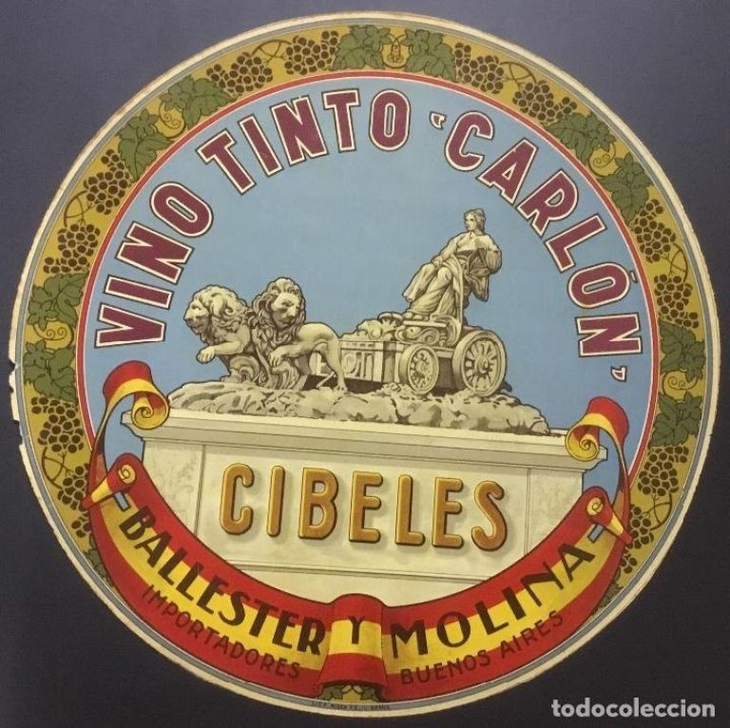 VINO TINTO "CARLÓN"
CIBELES
BALLESTER Y MOLINA
IMPORTADORES BUENOS AIRES
todocoleccion